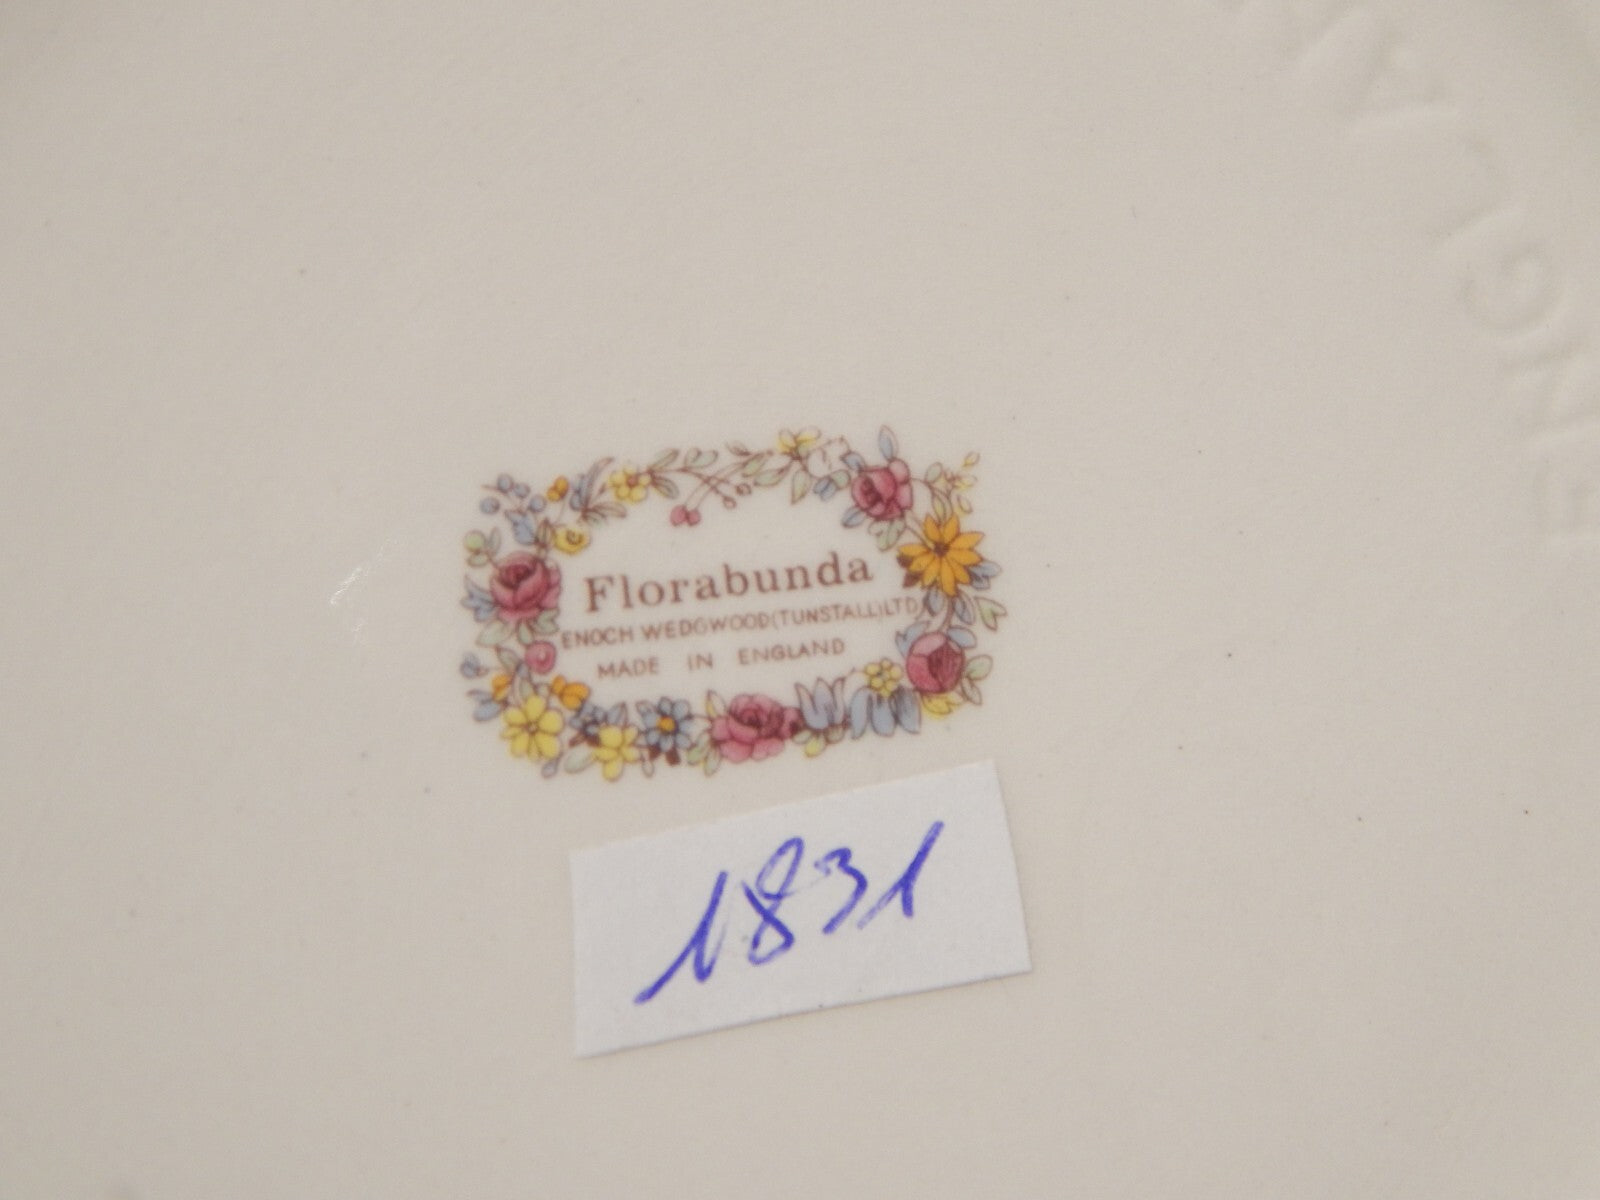 Florabunda
ENOCH WEDGWOOD (TUNSTALL) LTD
MADE IN ENGLAND
1831